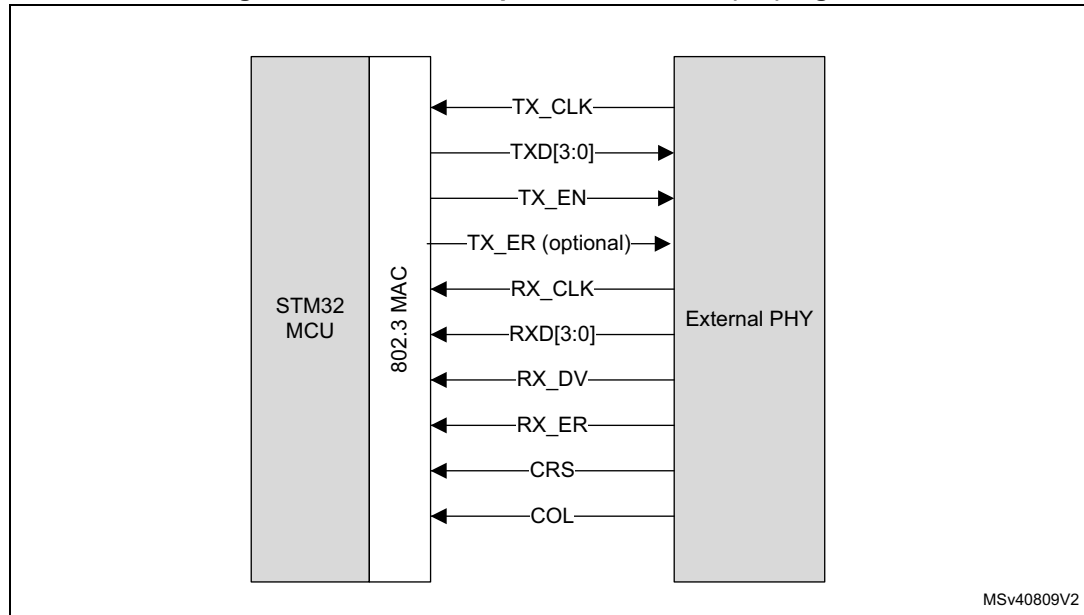 TX_CLK
TXD[3:0]
TX_EN
TX_ER (optional)
RX_CLK
RXD[3:0]
RX_DV
RX_ER
CRS
COL
STM32
MCU
802.3 MAC
External PHY
MSv40809V2